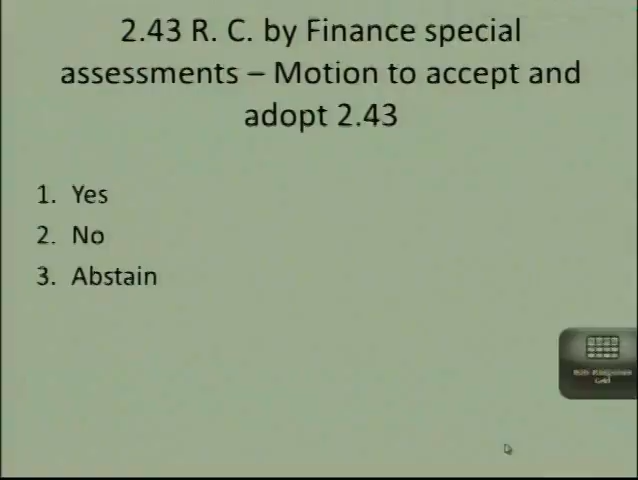 2.43 R. C. by Finance special
assessments – Motion to accept and
adopt 2.43
1. Yes
2. No
3. Abstain